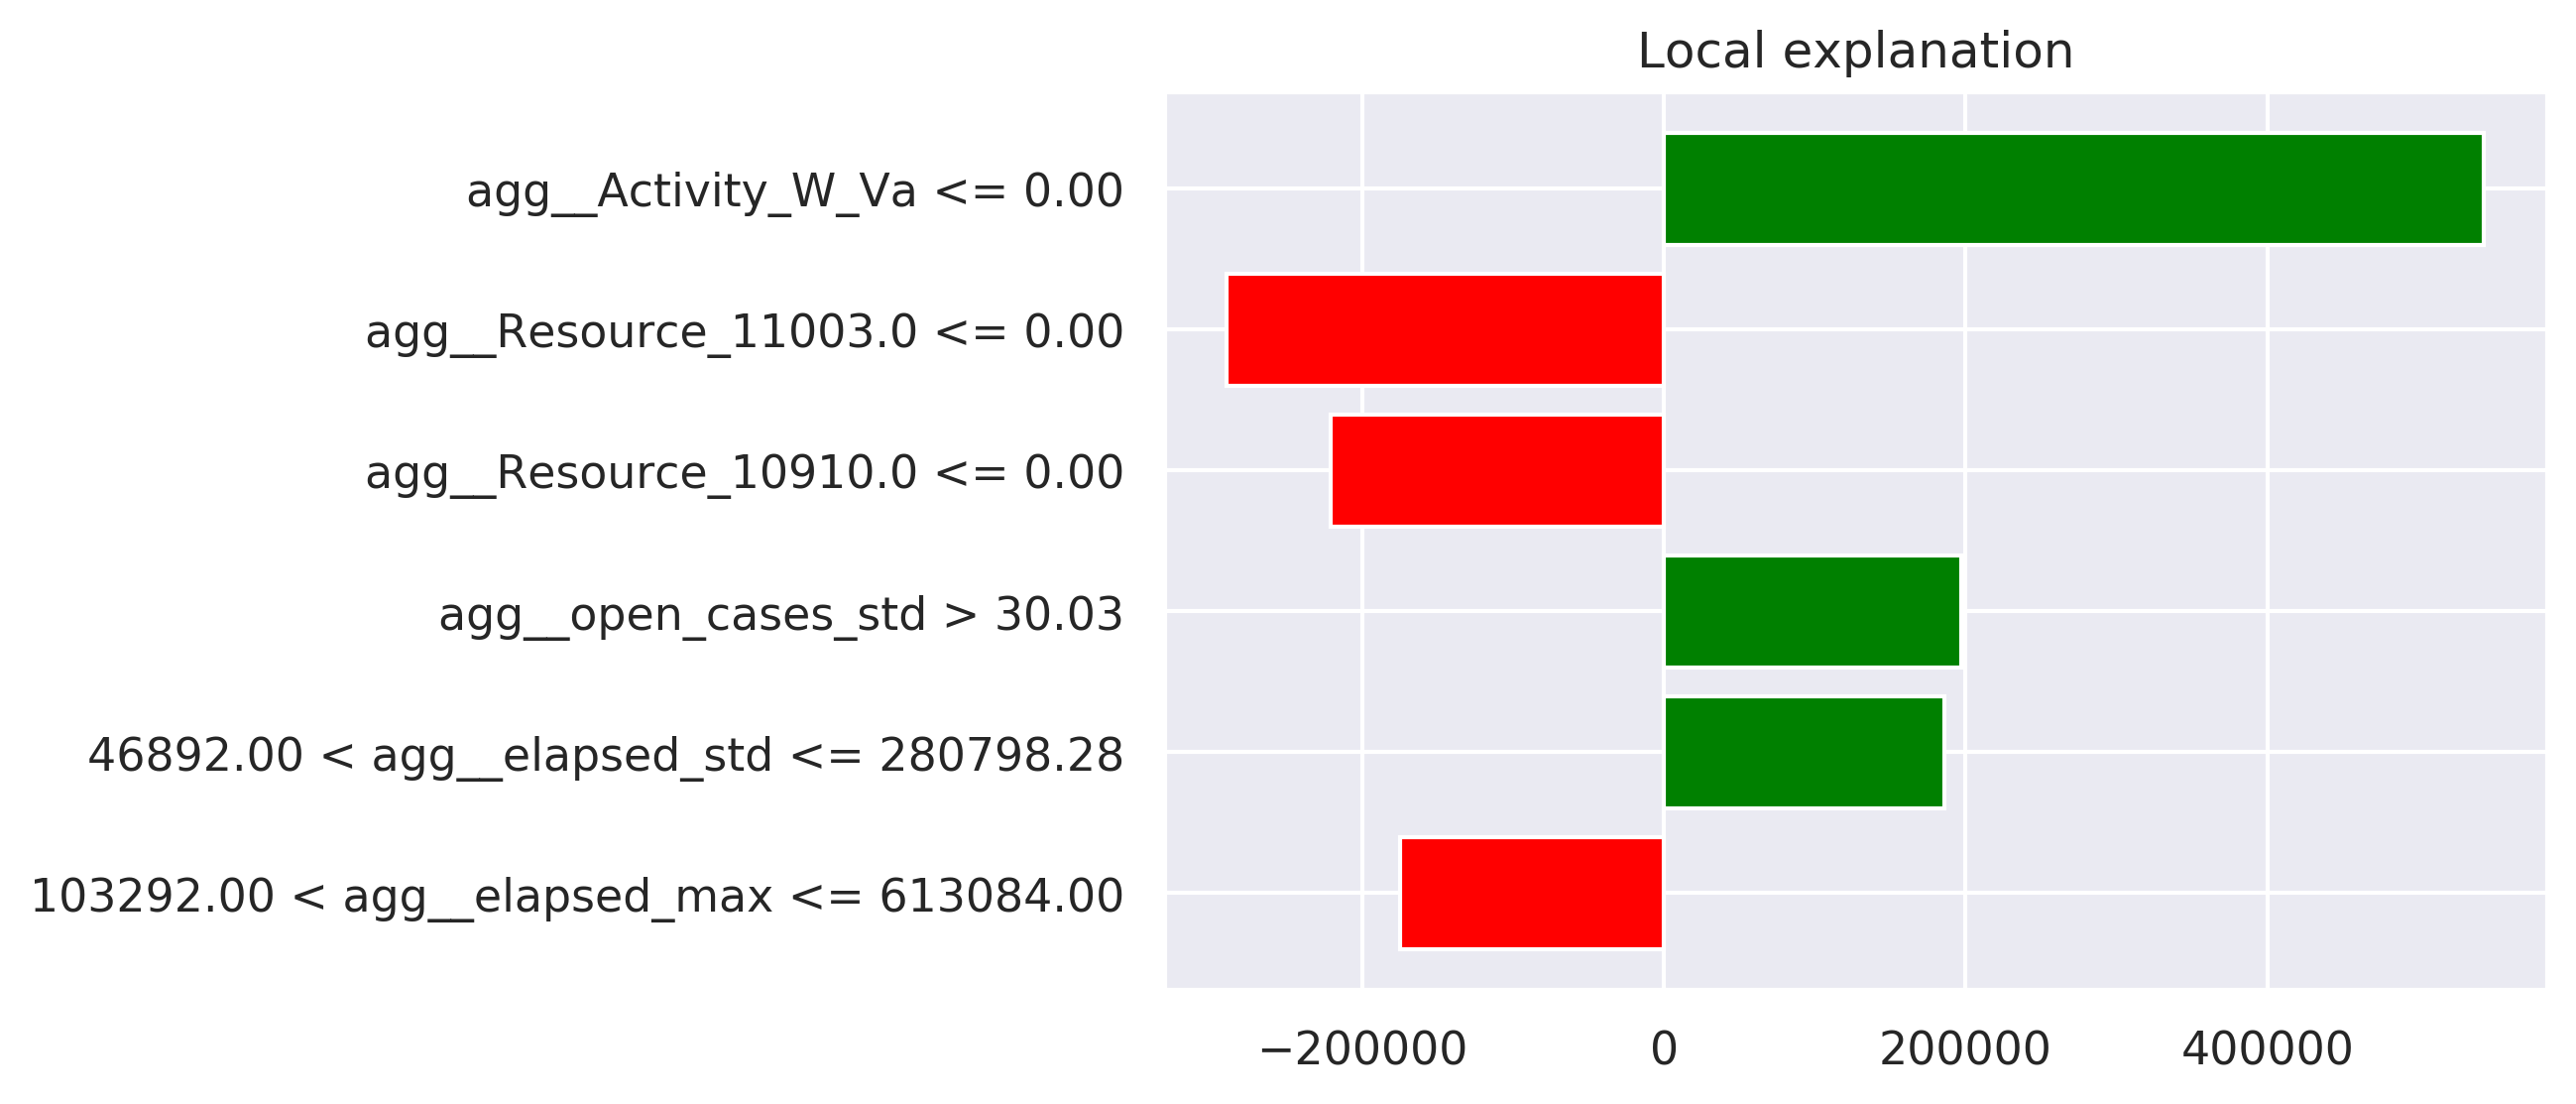 Local explanation
agg__Activity_W_Va <= 0.00
agg__Resource_11003.0 <= 0.00
agg__Resource_10910.0 <= 0.00
agg__open_cases_std > 30.03
46892.00 < agg__elapsed_std <= 280798.28
103292.00 < agg__elapsed_max <= 613084.00
−200000 0 200000 400000